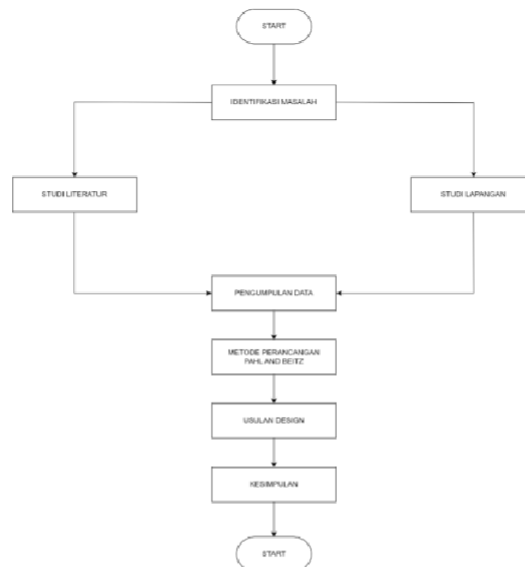 START
IDENTIFIKASI MASALAH
STUDI LITERATUR
STUDI LAPANGAN
PENGUMPULAN DATA
METODE PERANCANGAN
PAHL AND BEITZ
USULAN DESIGN
KESIMPULAN
START